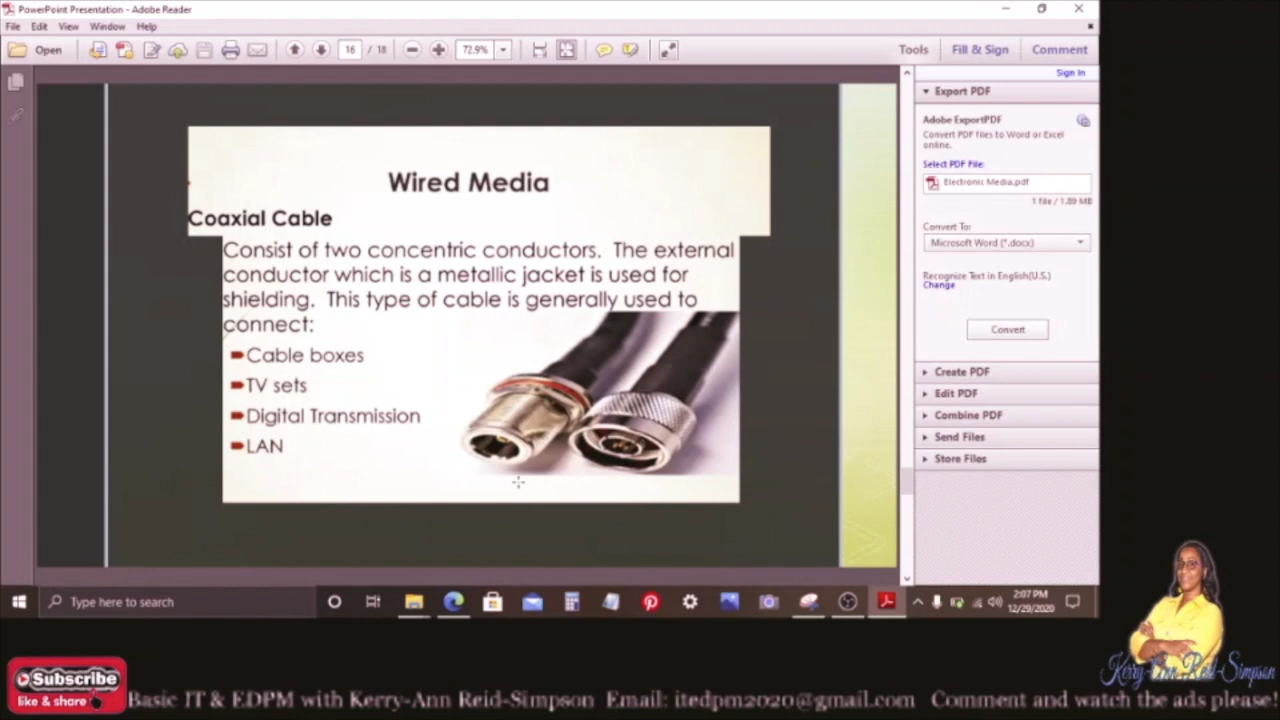 PowerPoint Presentation - Adobe Reader
File Edit View Window Help
Open 16 / 18 72.9% Tools Fill & Sign Comment
Sign In
Export PDF
Adobe ExportPDF
Convert PDF files to Word or Excel
online.
Select PDF File:
Electronic Media.pdf
1 file / 1.89 MB
Convert To:
Microsoft Word (*.docx)
Recognize Text in English(U.S.)
Change
Convert
Create PDF
Edit PDF
Combine PDF
Send Files
Store Files
Wired Media
Coaxial Cable
Consist of two concentric conductors. The external
conductor which is a metallic jacket is used for
shielding. This type of cable is generally used to
connect:
Cable boxes
TV sets
Digital Transmission
LAN
Type here to search
2:07 PM
12/29/2020
Kerry-Ann Reid-Simpson
Subscribe
like & share
Basic IT & EDPM with Kerry-Ann Reid-Simpson Email: itedpm2020@gmail.com Comment and watch the ads please!